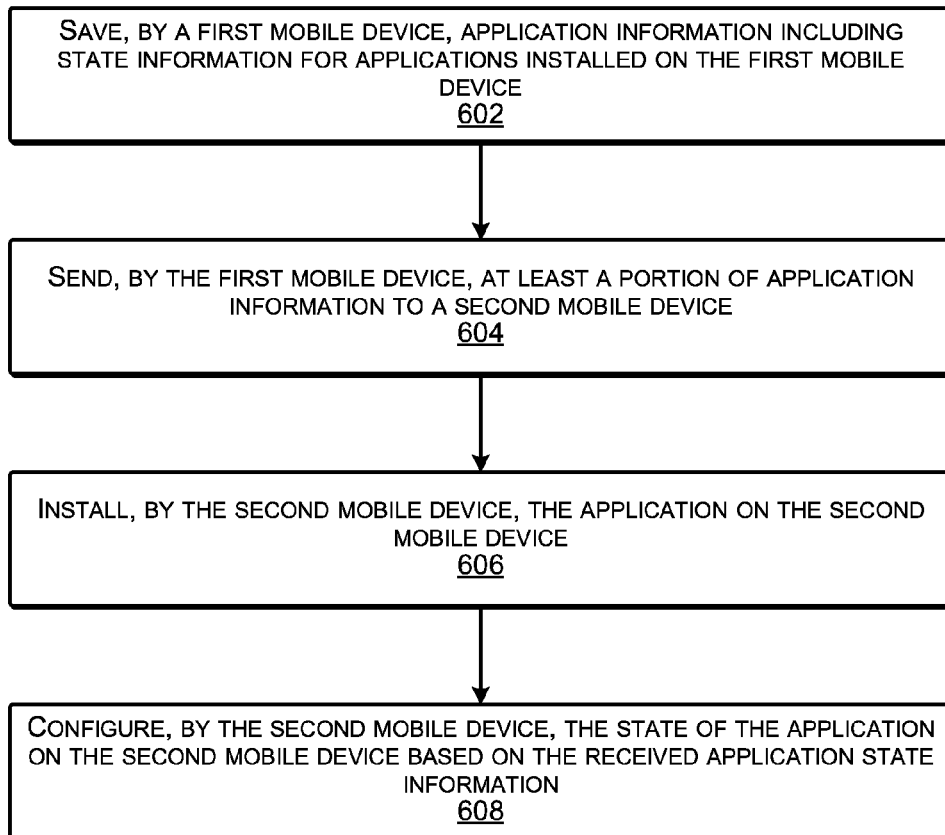 SAVE, BY A FIRST MOBILE DEVICE, APPLICATION INFORMATION INCLUDING
STATE INFORMATION FOR APPLICATIONS INSTALLED ON THE FIRST MOBILE
DEVICE
602
SEND, BY THE FIRST MOBILE DEVICE, AT LEAST A PORTION OF APPLICATION
INFORMATION TO A SECOND MOBILE DEVICE
604
INSTALL, BY THE SECOND MOBILE DEVICE, THE APPLICATION ON THE SECOND
MOBILE DEVICE
606
CONFIGURE, BY THE SECOND MOBILE DEVICE, THE STATE OF THE APPLICATION
ON THE SECOND MOBILE DEVICE BASED ON THE RECEIVED APPLICATION STATE
INFORMATION
608